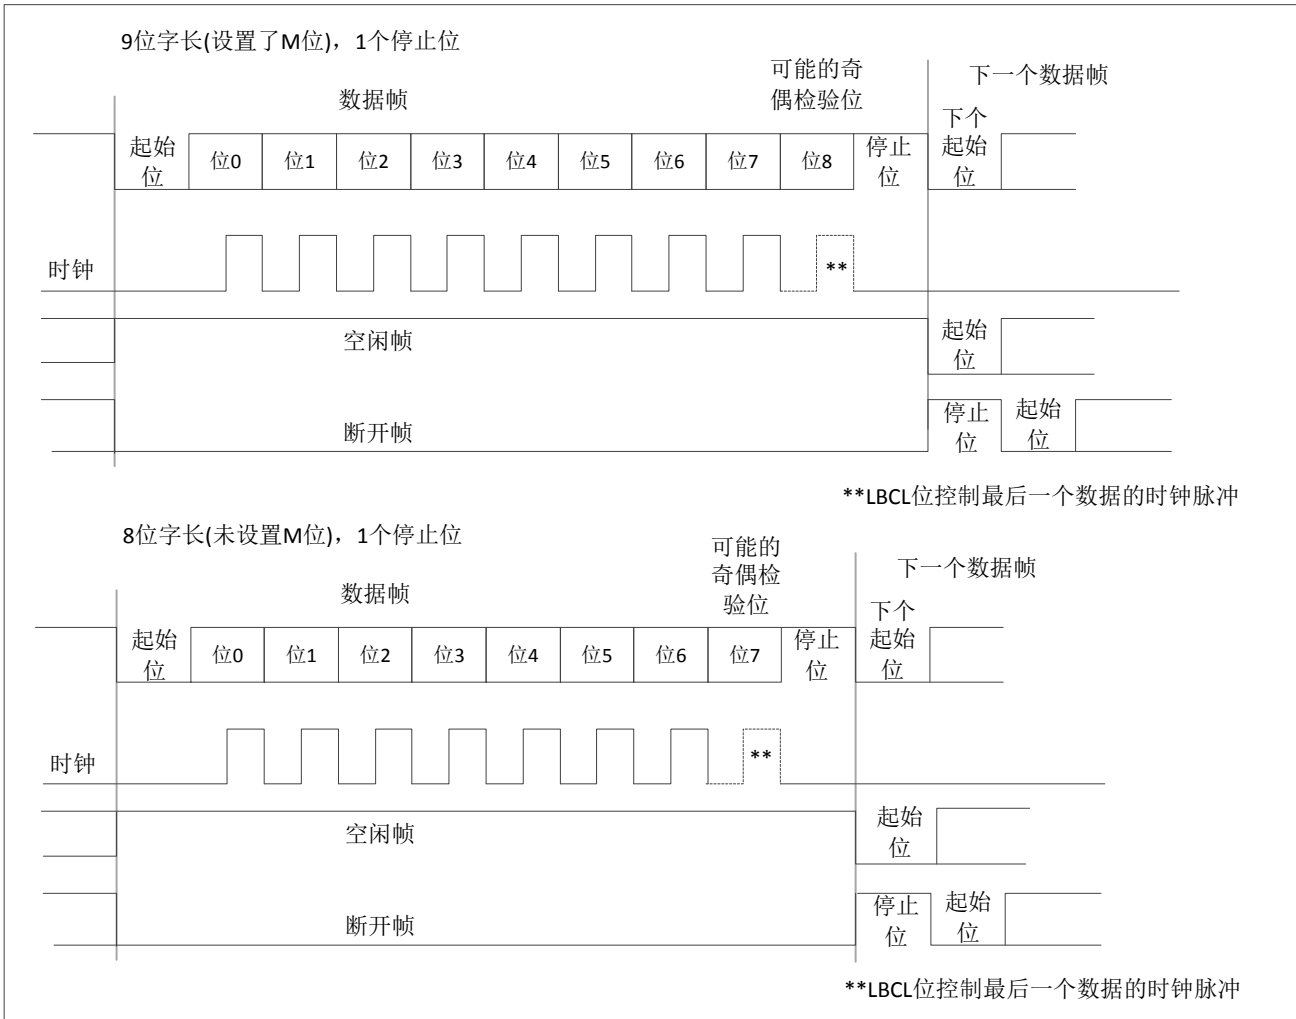 9位字长(设置了M位)，1个停止位
可能的奇
偶检验位
下一个数据帧
数据帧
下个
起始
位
起始
位
位0
位1
位2
位3
位4
位5
位6
位7
位8
停止
位
时钟
**
空闲帧
起始
位
断开帧
停止
位
起始
位
**LBCL位控制最后一个数据的时钟脉冲
8位字长(未设置M位)，1个停止位
可能的
奇偶检
验位
下一个数据帧
数据帧
下个
起始
位
起始
位
位0
位1
位2
位3
位4
位5
位6
位7
停止
位
时钟
**
空闲帧
起始
位
断开帧
停止
位
起始
位
**LBCL位控制最后一个数据的时钟脉冲